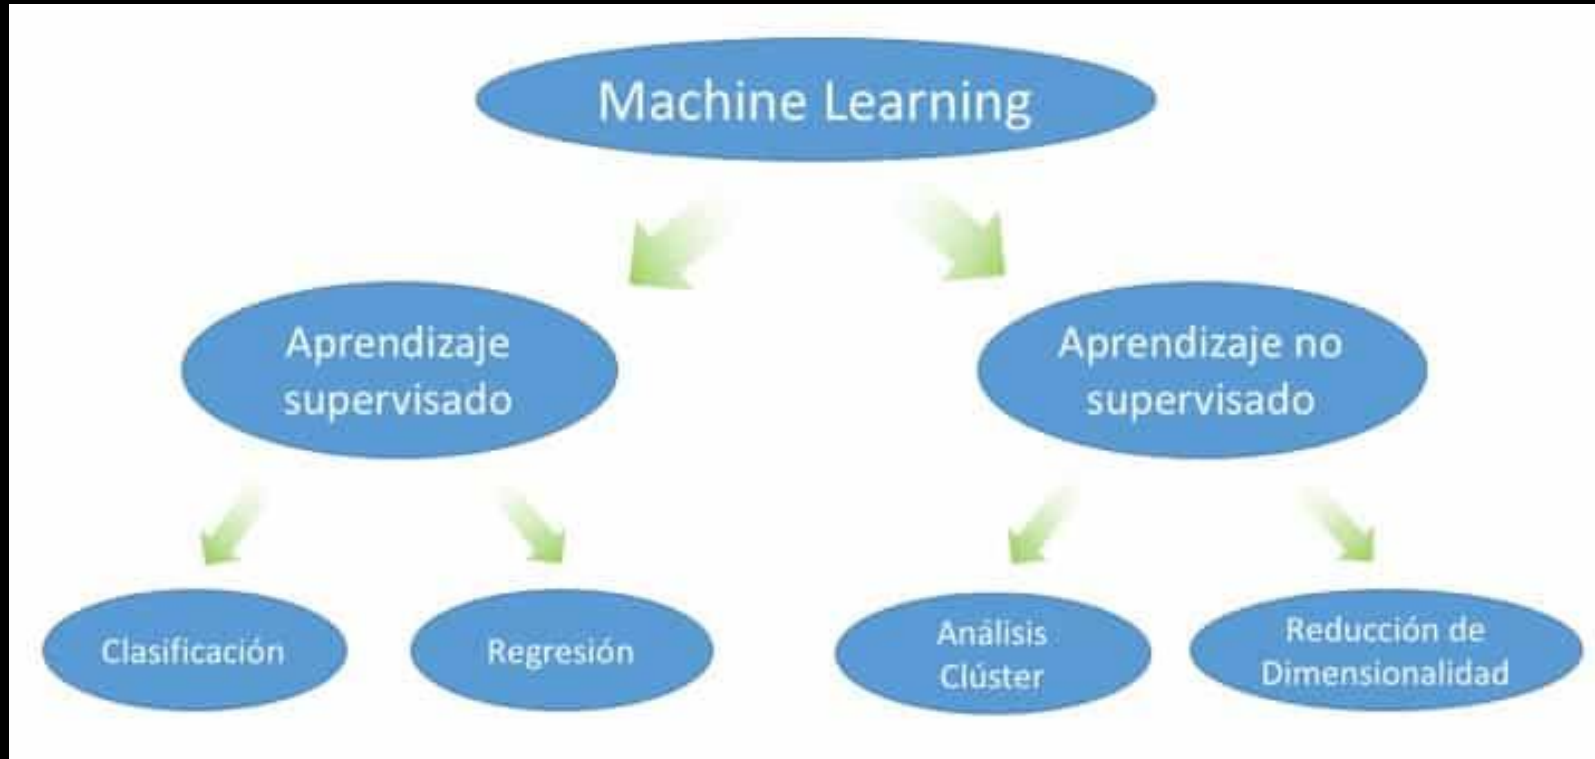 Machine Learning
Aprendizaje
supervisado
Aprendizaje no
supervisado
Clasificación
Regresión
Análisis
Clúster
Reducción de
Dimensionalidad